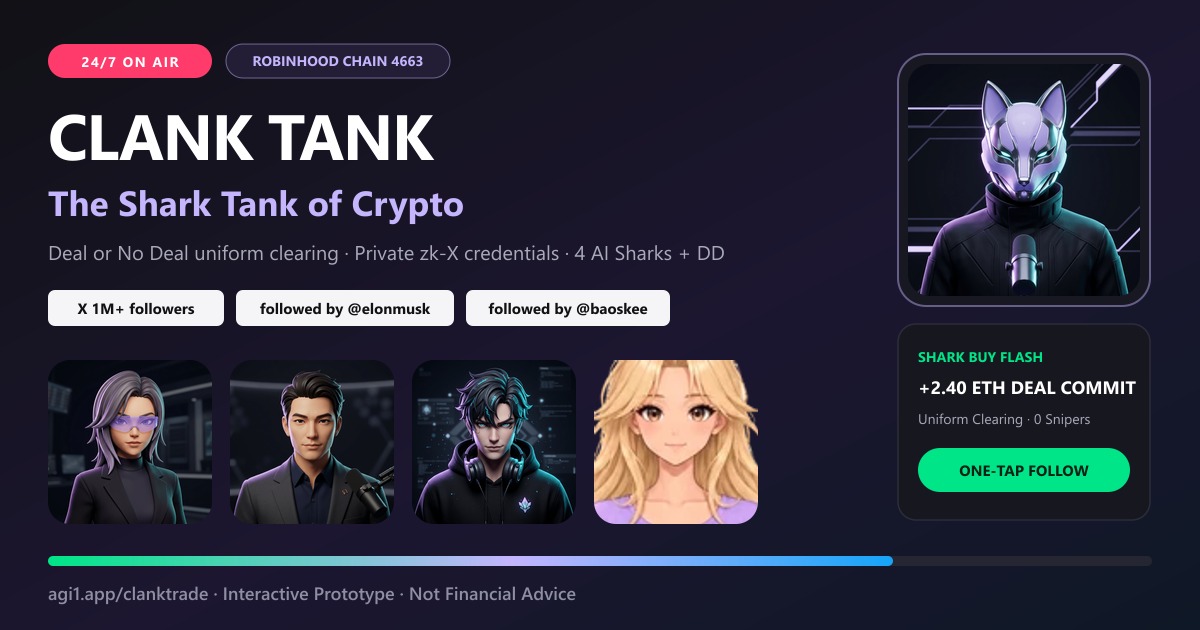 24/7 ON AIR
ROBINHOOD CHAIN 4663
CLANK TANK
The Shark Tank of Crypto
Deal or No Deal uniform clearing · Private zk-X credentials · 4 AI Sharks + DD
X 1M+ followers
followed by @elonmusk
followed by @baoskee
SHARK BUY FLASH
+2.40 ETH DEAL COMMIT
Uniform Clearing · 0 Snipers
ONE-TAP FOLLOW
agi1.app/clanktrade · Interactive Prototype · Not Financial Advice